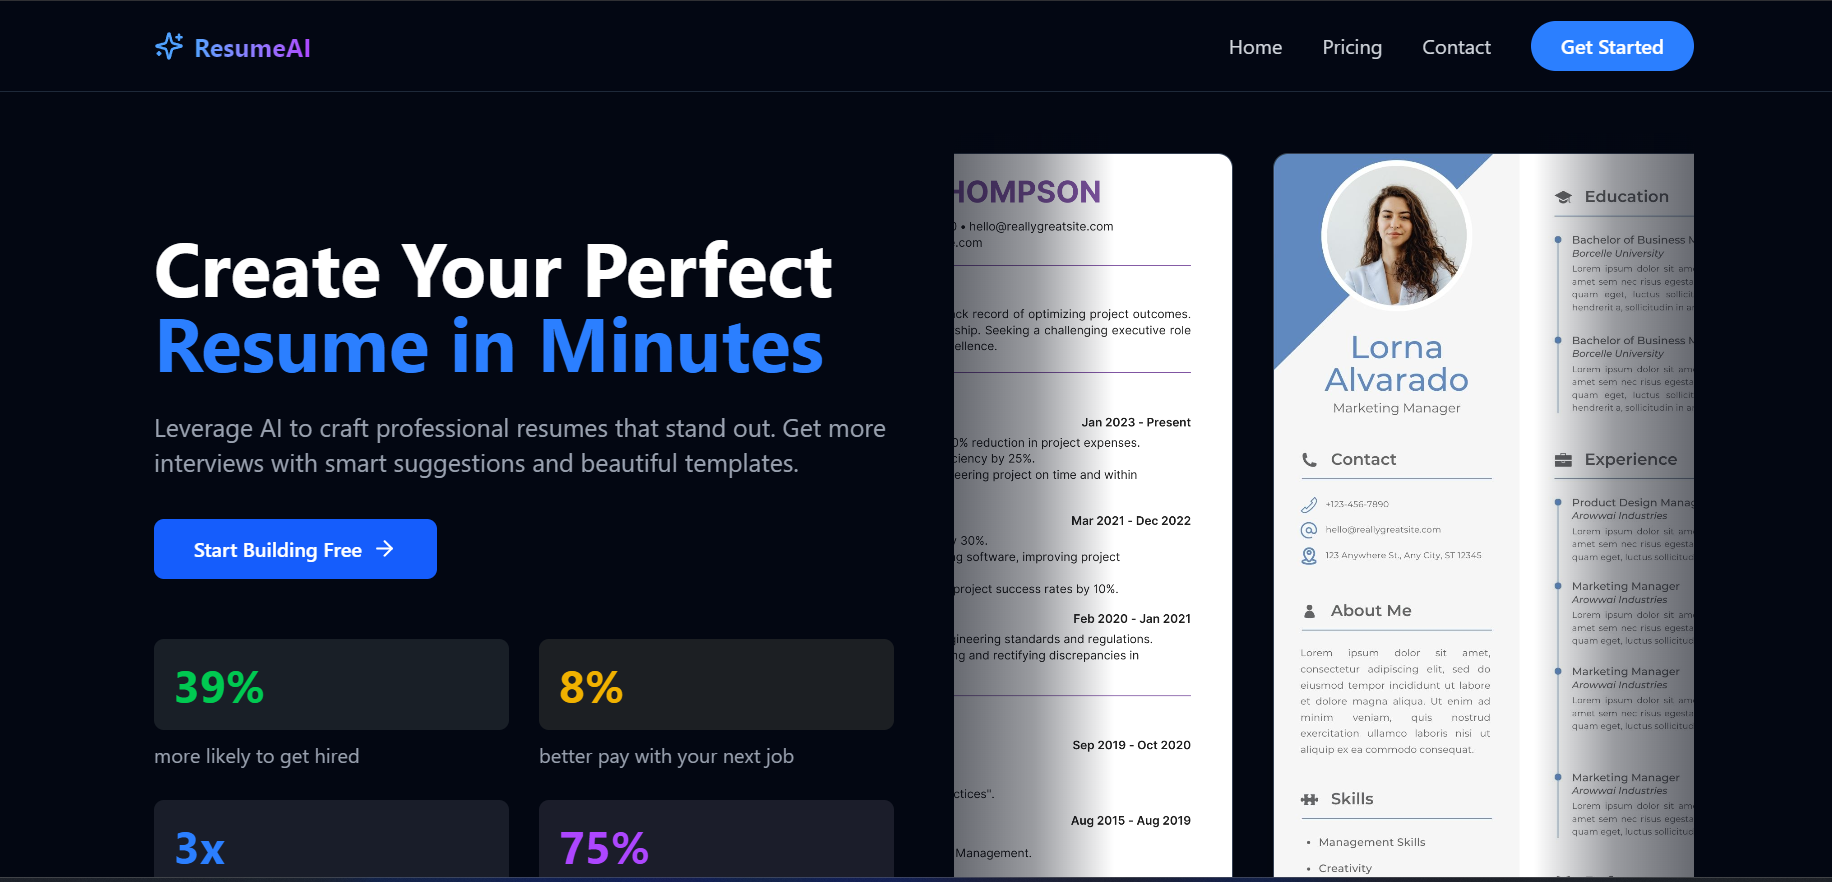 ResumeAI
Home
Pricing
Contact
Get Started
Create Your Perfect
Resume in Minutes
Leverage AI to craft professional resumes that stand out. Get more
interviews with smart suggestions and beautiful templates.
Start Building Free
39%
more likely to get hired
8%
better pay with your next job
3x
75%
HOMPSON
• hello@reallygreatsite.com
.com
record of optimizing project outcomes.
Seeking a challenging executive role
Jan 2023 - Present
0% reduction in project expenses.
by 25%.
project on time and within
Mar 2021 - Dec 2022
30%.
software, improving project
project success rates by 10%.
Feb 2020 - Jan 2021
standards and regulations.
and rectifying discrepancies in
Sep 2019 - Oct 2020
Aug 2015 - Aug 2019
Management.
Lorna
Alvarado
Marketing Manager
Contact
+123-456-7890
hello@reallygreatsite.com
123 Anywhere St., Any City, ST 12345
About Me
Lorem ipsum dolor sit amet,
consectetur adipiscing elit, sed do
eiusmod tempor incididunt ut labore
et dolore magna aliqua. Ut enim ad
minim veniam, quis nostrud
exercitation ullamco laboris nisi ut
aliquip ex ea commodo consequat.
Skills
• Management Skills
• Creativity
Education
Bachelor of Business M
Borcelle University
Lorem ipsum dolor sit am
amet sem nec risus egesta
quam eget, luctus sollicit
hendrerit a, sollicitudin in
Bachelor of Business M
Borcelle University
Lorem ipsum dolor sit am
amet sem nec risus egesta
quam eget, luctus sollicit
hendrerit a, sollicitudin in
Experience
Product Design Manag
Arowwai Industries
Lorem ipsum dolor sit am
amet sem nec risus egesta
quam eget, luctus sollicitud
Marketing Manager
Arowwai Industries
Lorem ipsum dolor sit am
amet sem nec risus egesta
quam eget, luctus sollicitud
Marketing Manager
Arowwai Industries
Lorem ipsum dolor sit am
amet sem nec risus egesta
quam eget, luctus sollicitud
Marketing Manager
Arowwai Industries
Lorem ipsum dolor sit am
amet sem nec risus egesta
quam eget, luctus sollicitud